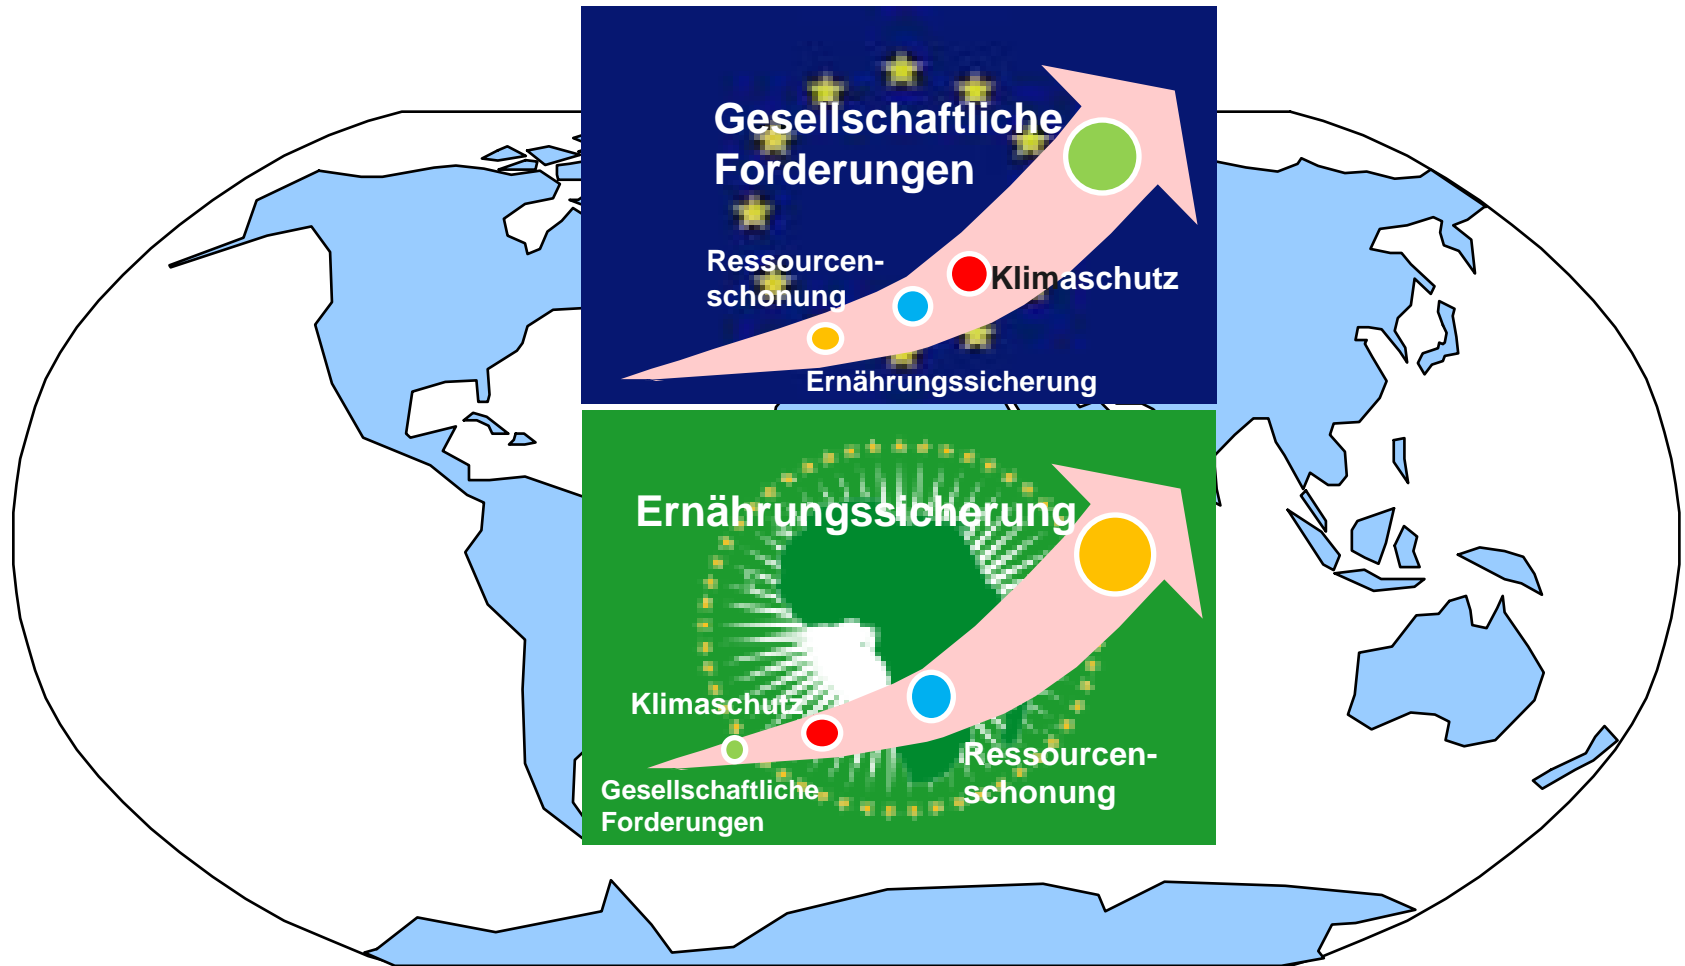 Gesellschaftliche
Forderungen
Ressourcen-
schonung
Klimaschutz
Ernährungssicherung
Ernährungssicherung
Klimaschutz
Ressourcen-
schonung
Gesellschaftliche
Forderungen